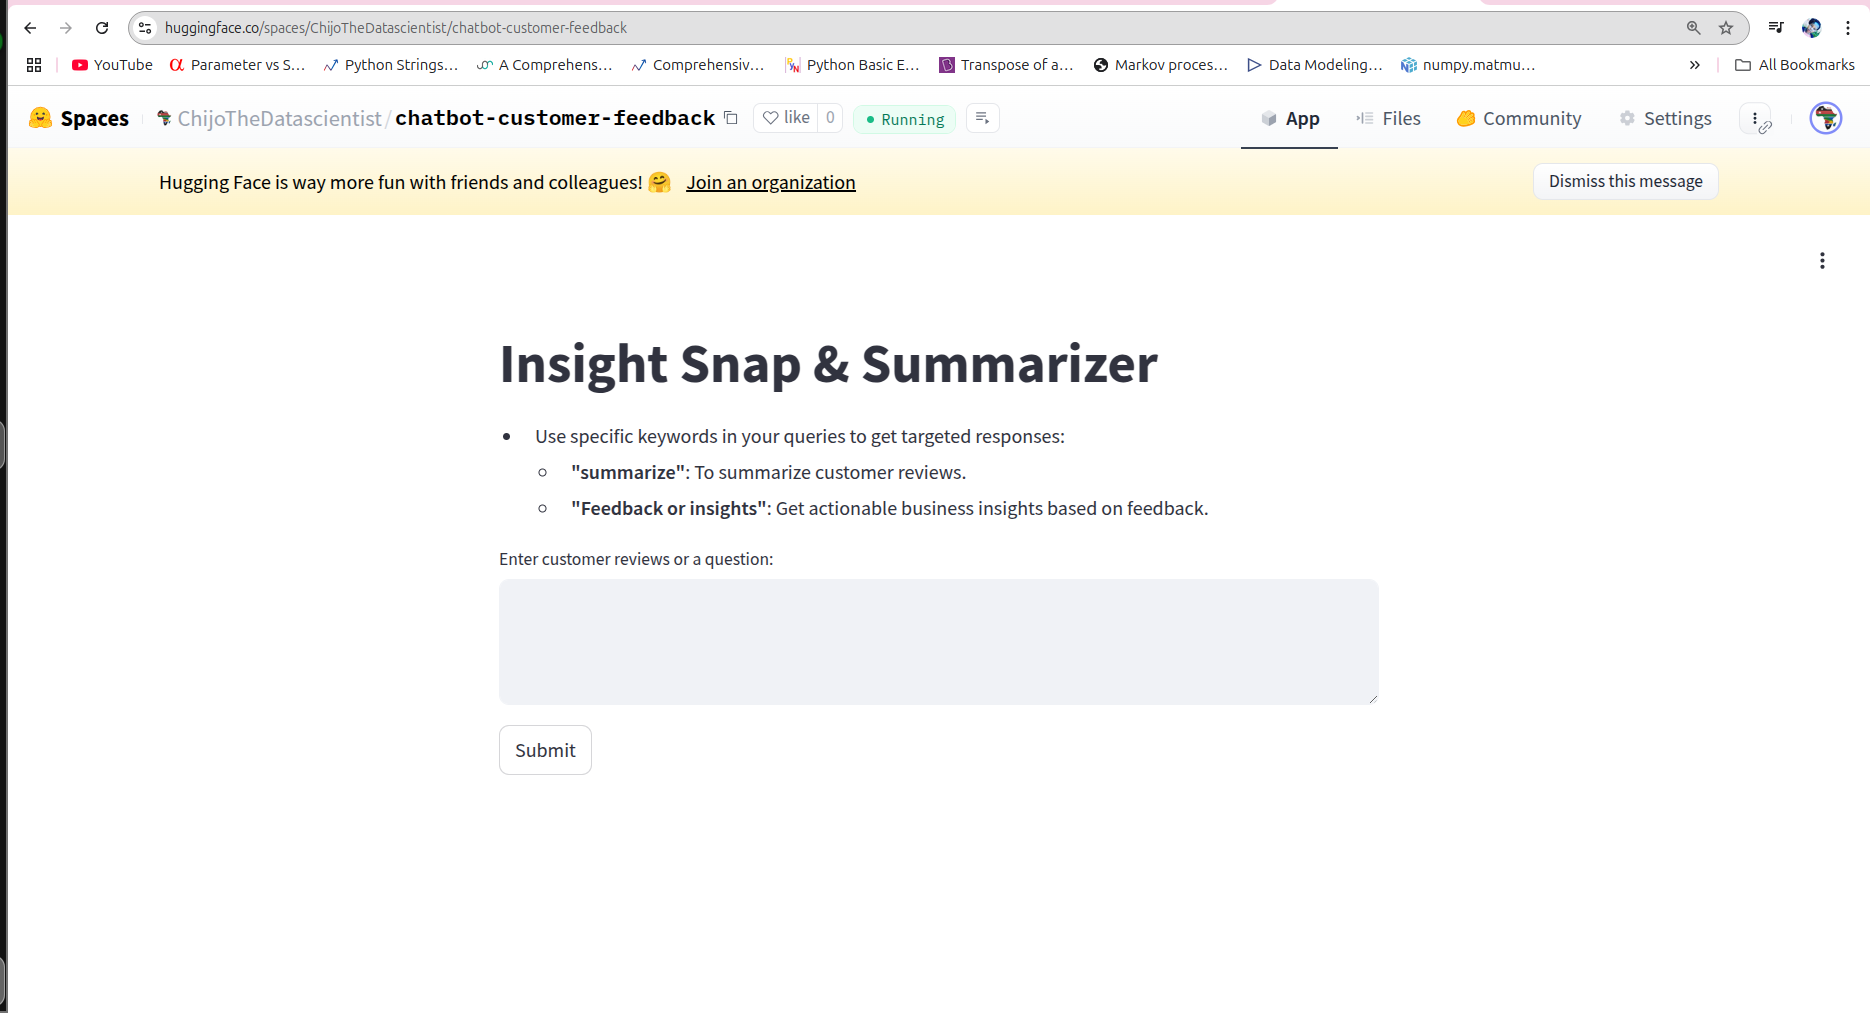 huggingface.co/spaces/ChijoTheDatascientist/chatbot-customer-feedback
YouTube
Parameter vs S...
Python Strings...
A Comprehens...
Comprehensiv...
Python Basic E...
Transpose of a...
Markov proces...
Data Modeling...
numpy.matmu...
»
All Bookmarks
Spaces
ChijoTheDatascientist/chatbot-customer-feedback
like 0
Running
App
Files
Community
Settings
Hugging Face is way more fun with friends and colleagues! 🤗 Join an organization
Dismiss this message
Insight Snap & Summarizer
Use specific keywords in your queries to get targeted responses:
"summarize": To summarize customer reviews.
"Feedback or insights": Get actionable business insights based on feedback.
Enter customer reviews or a question:
Submit